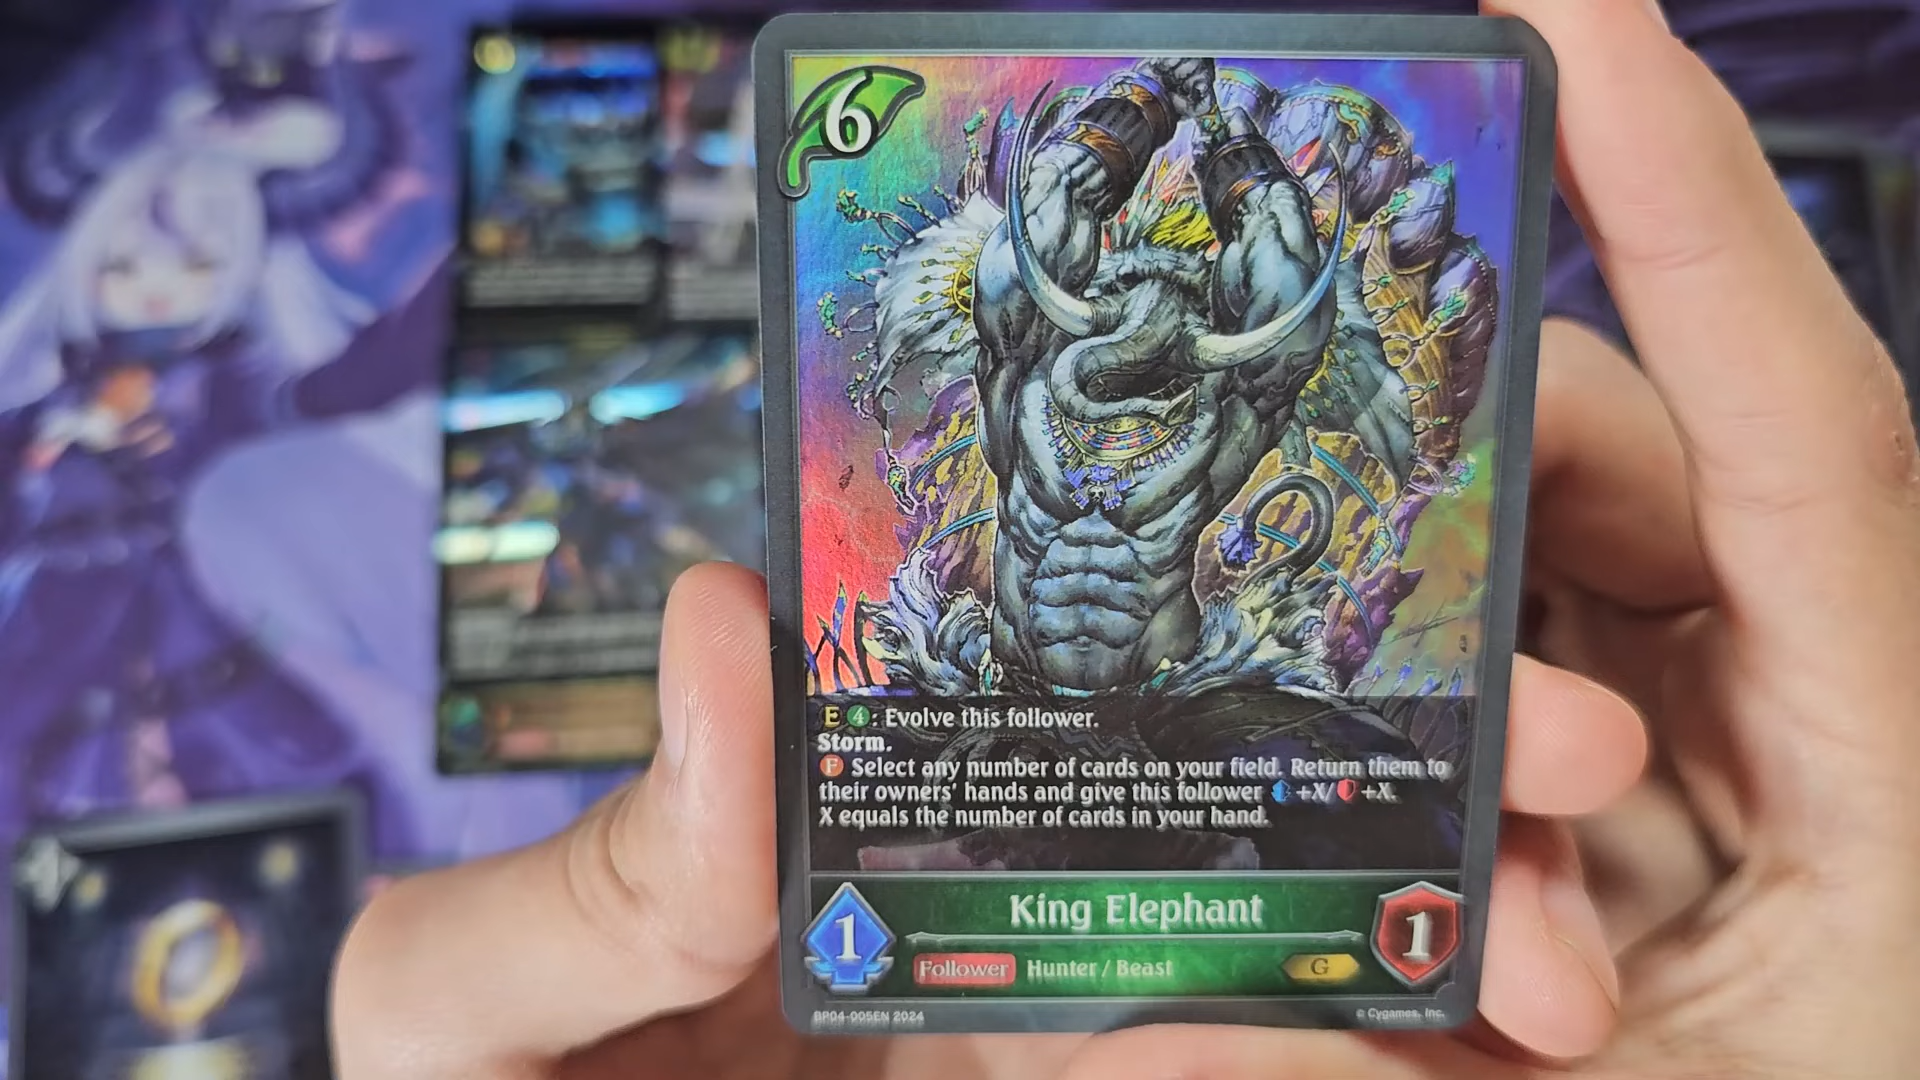 6
E 4: Evolve this follower.
Storm.
F Select any number of cards on your field. Return them to
their owners' hands and give this follower +X/ +X.
X equals the number of cards in your hand.
1
King Elephant
1
Follower Hunter / Beast G
BP04-005EN 2024
© Cygames, Inc.